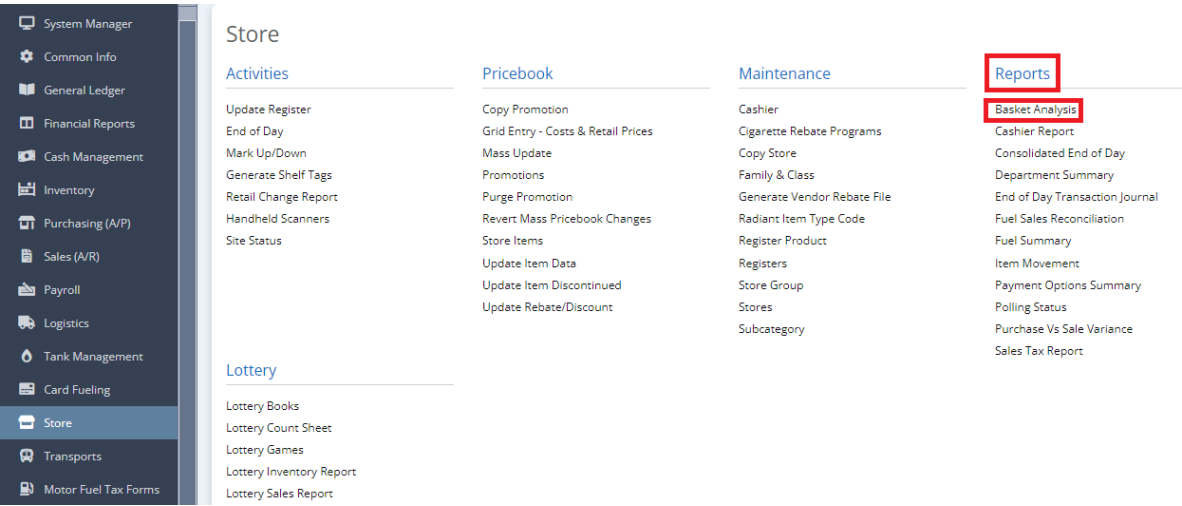 System Manager
Common Info
General Ledger
Financial Reports
Cash Management
Inventory
Purchasing (A/P)
Sales (A/R)
Payroll
Logistics
Tank Management
Card Fueling
Store
Transports
Motor Fuel Tax Forms
Store
Activities
Update Register
End of Day
Mark Up/Down
Generate Shelf Tags
Retail Change Report
Handheld Scanners
Site Status
Pricebook
Copy Promotion
Grid Entry - Costs & Retail Prices
Mass Update
Promotions
Purge Promotion
Revert Mass Pricebook Changes
Store Items
Update Item Data
Update Item Discontinued
Update Rebate/Discount
Maintenance
Cashier
Cigarette Rebate Programs
Copy Store
Family & Class
Generate Vendor Rebate File
Radiant Item Type Code
Register Product
Registers
Store Group
Stores
Subcategory
Reports
Basket Analysis
Cashier Report
Consolidated End of Day
Department Summary
End of Day Transaction Journal
Fuel Sales Reconciliation
Fuel Summary
Item Movement
Payment Options Summary
Polling Status
Purchase Vs Sale Variance
Sales Tax Report
Lottery
Lottery Books
Lottery Count Sheet
Lottery Games
Lottery Inventory Report
Lottery Sales Report